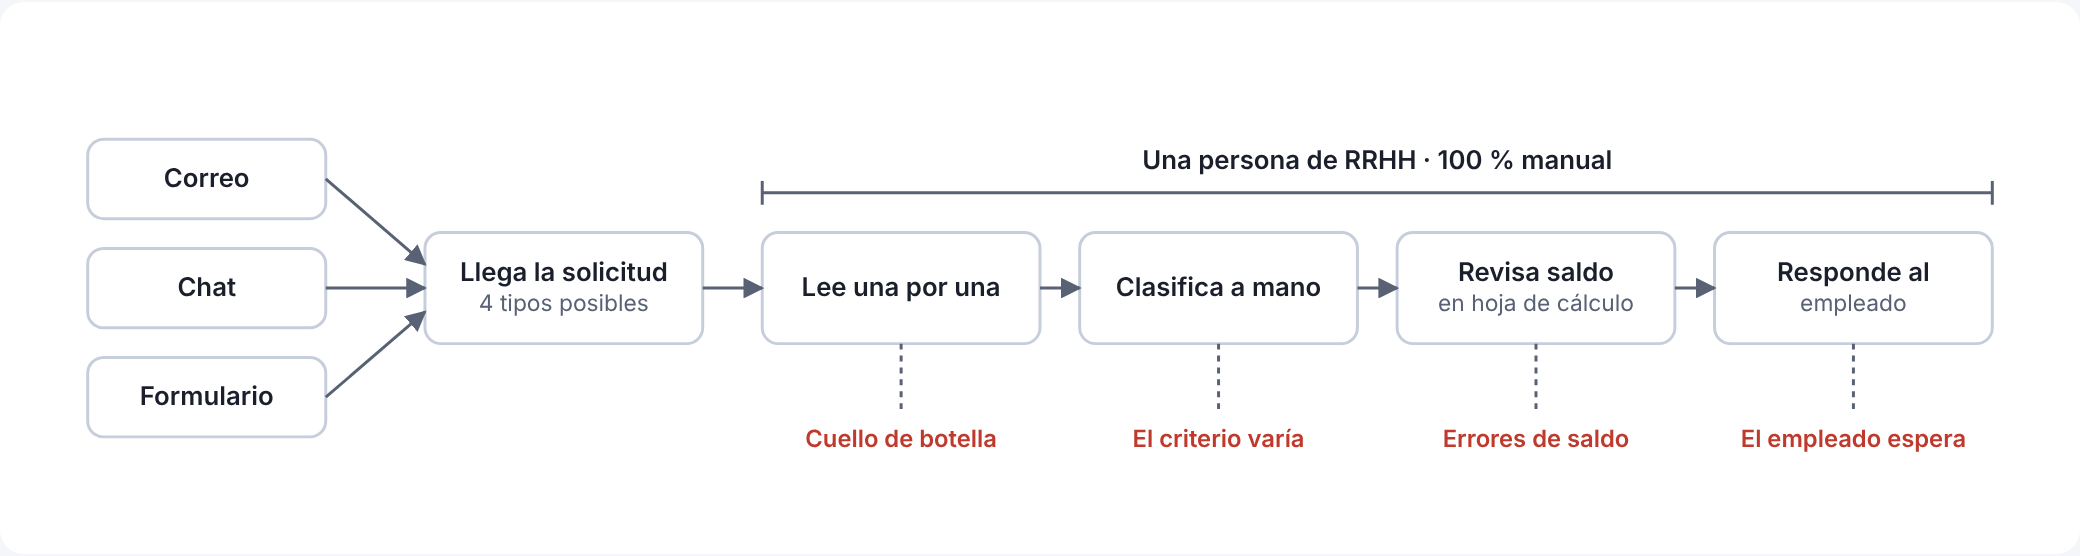 Correo
Chat
Formulario
Llega la solicitud
4 tipos posibles
Una persona de RRHH · 100 % manual
Lee una por una
Clasifica a mano
Revisa saldo
en hoja de cálculo
Responde al
empleado
Cuello de botella
El criterio varía
Errores de saldo
El empleado espera